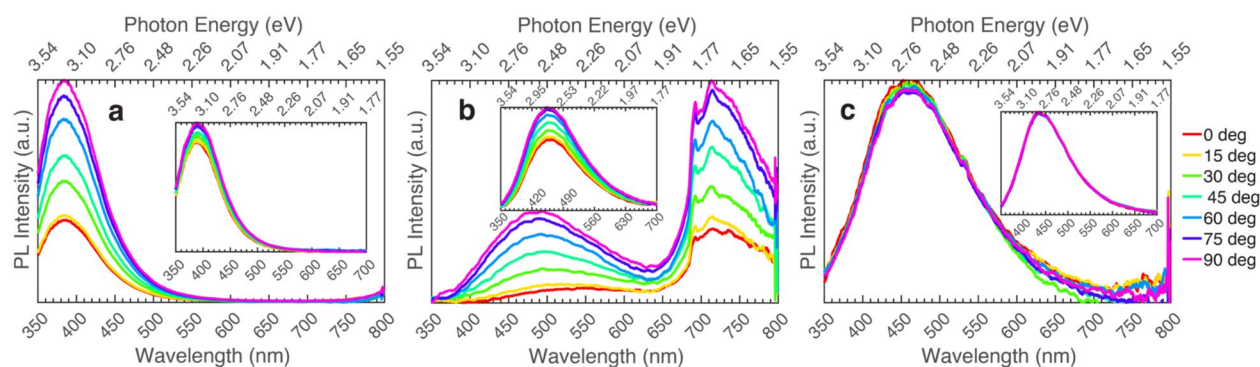 Photon Energy (eV)
3.54 3.10 2.76 2.48 2.26 2.07 1.91 1.77 1.65 1.55
a
3.54 3.10 2.76 2.48 2.26 2.07 1.91 1.77
350 400 450 500 550 600 650 700
PL Intensity (a.u.)
350 400 450 500 550 600 650 700 750 800
Wavelength (nm)
Photon Energy (eV)
3.54 3.10 2.76 2.48 2.26 2.07 1.91 1.77 1.65 1.55
b
3.54 2.95 2.53 2.22 1.97 1.77
350 420 490 560 630 700
PL Intensity (a.u.)
350 400 450 500 550 600 650 700 750 800
Wavelength (nm)
Photon Energy (eV)
3.54 3.10 2.76 2.48 2.26 2.07 1.91 1.77 1.65 1.55
c
3.54 3.10 2.76 2.48 2.26 2.07 1.91 1.77
400 450 500 550 600 650 700
PL Intensity (a.u.)
350 400 450 500 550 600 650 700 750 800
Wavelength (nm)
0 deg
15 deg
30 deg
45 deg
60 deg
75 deg
90 deg